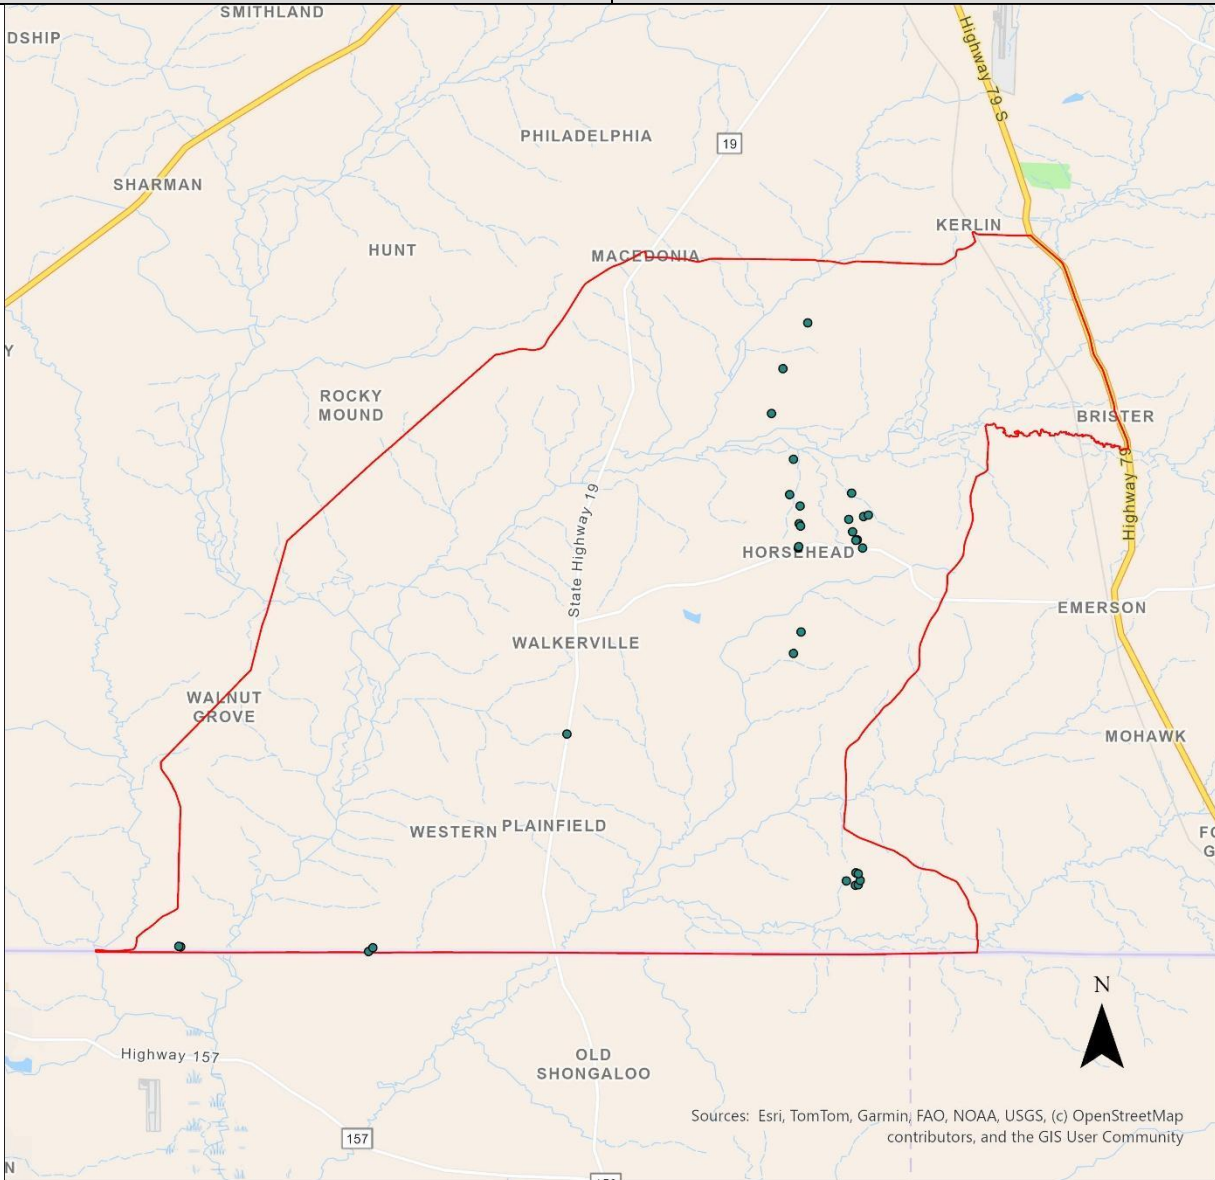 SMITHLAND
DSHIP
Highway 79 S
PHILADELPHIA
19
SHARMAN
KERLIN
HUNT
MACEDONIA
Y
ROCKY
MOUND
BRISTER
Highway 79
State Highway 19
HORSEHEAD
EMERSON
WALKERVILLE
WALNUT
GROVE
MOHAWK
WESTERN
PLAINFIELD
FO
G
N
Highway 157
OLD
SHONGALOO
Sources: Esri, TomTom, Garmin, FAO, NOAA, USGS, (c) OpenStreetMap
contributors, and the GIS User Community
157
N